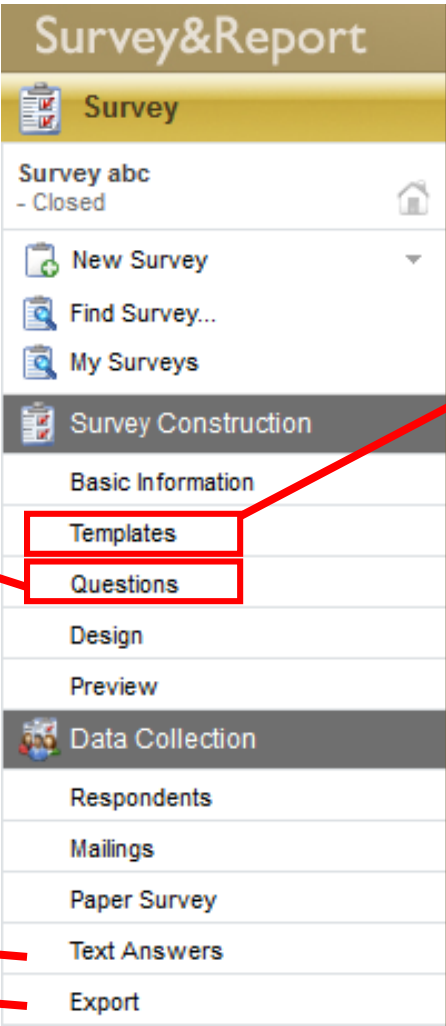 Survey&Report
Survey
Survey abc
- Closed
New Survey
Find Survey...
My Surveys
Survey Construction
Basic Information
Templates
Questions
Design
Preview
Data Collection
Respondents
Mailings
Paper Survey
Text Answers
Export